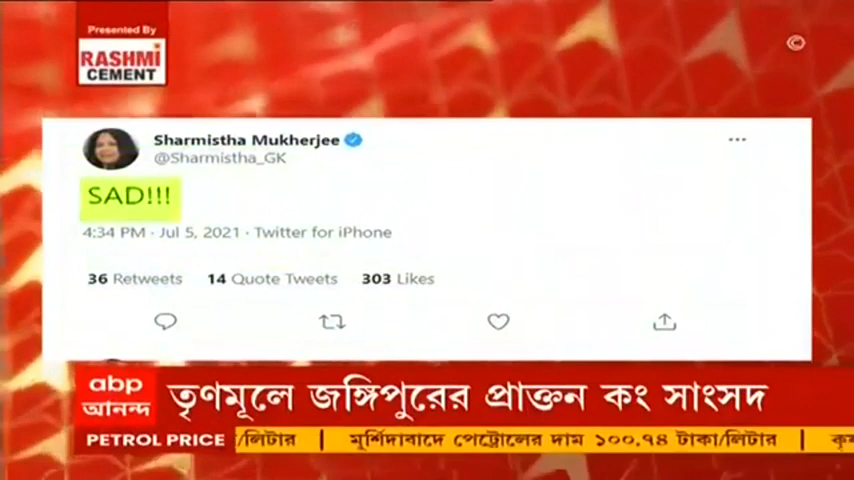 Presented By
RASHMI
CEMENT
©
Sharmistha Mukherjee
@Sharmistha_GK
SAD!!!
4:34 PM · Jul 5, 2021 · Twitter for iPhone
36 Retweets 14 Quote Tweets 303 Likes
abp
আনন্দ
তৃণমূলে জঙ্গিপুরের প্রাক্তন কং সাংসদ
PETROL PRICE /লিটার | মুর্শিদাবাদে পেট্রোলের দাম ১০০.৭৪ টাকা/লিটার |